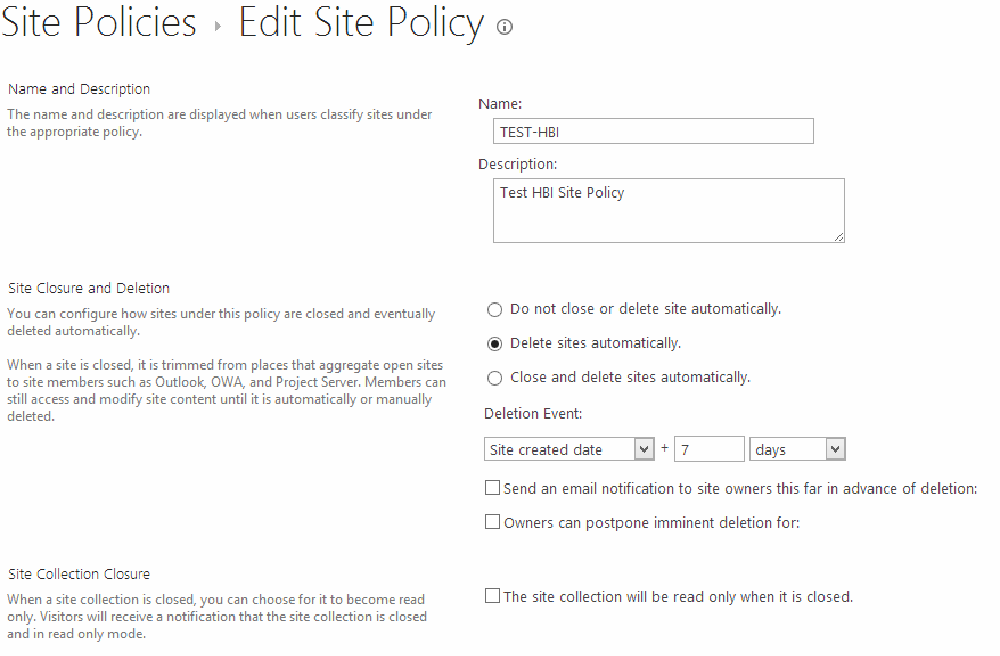 Site Policies ▸ Edit Site Policy
Name and Description
The name and description are displayed when users classify sites under
the appropriate policy.
Name:
TEST-HBI
Description:
Test HBI Site Policy
Site Closure and Deletion
You can configure how sites under this policy are closed and eventually
deleted automatically.
When a site is closed, it is trimmed from places that aggregate open sites
to site members such as Outlook, OWA, and Project Server. Members can
still access and modify site content until it is automatically or manually
deleted.
Do not close or delete site automatically.
Delete sites automatically.
Close and delete sites automatically.
Deletion Event:
Site created date + 7 days
Send an email notification to site owners this far in advance of deletion:
Owners can postpone imminent deletion for:
Site Collection Closure
When a site collection is closed, you can choose for it to become read
only. Visitors will receive a notification that the site collection is closed
and in read only mode.
The site collection will be read only when it is closed.